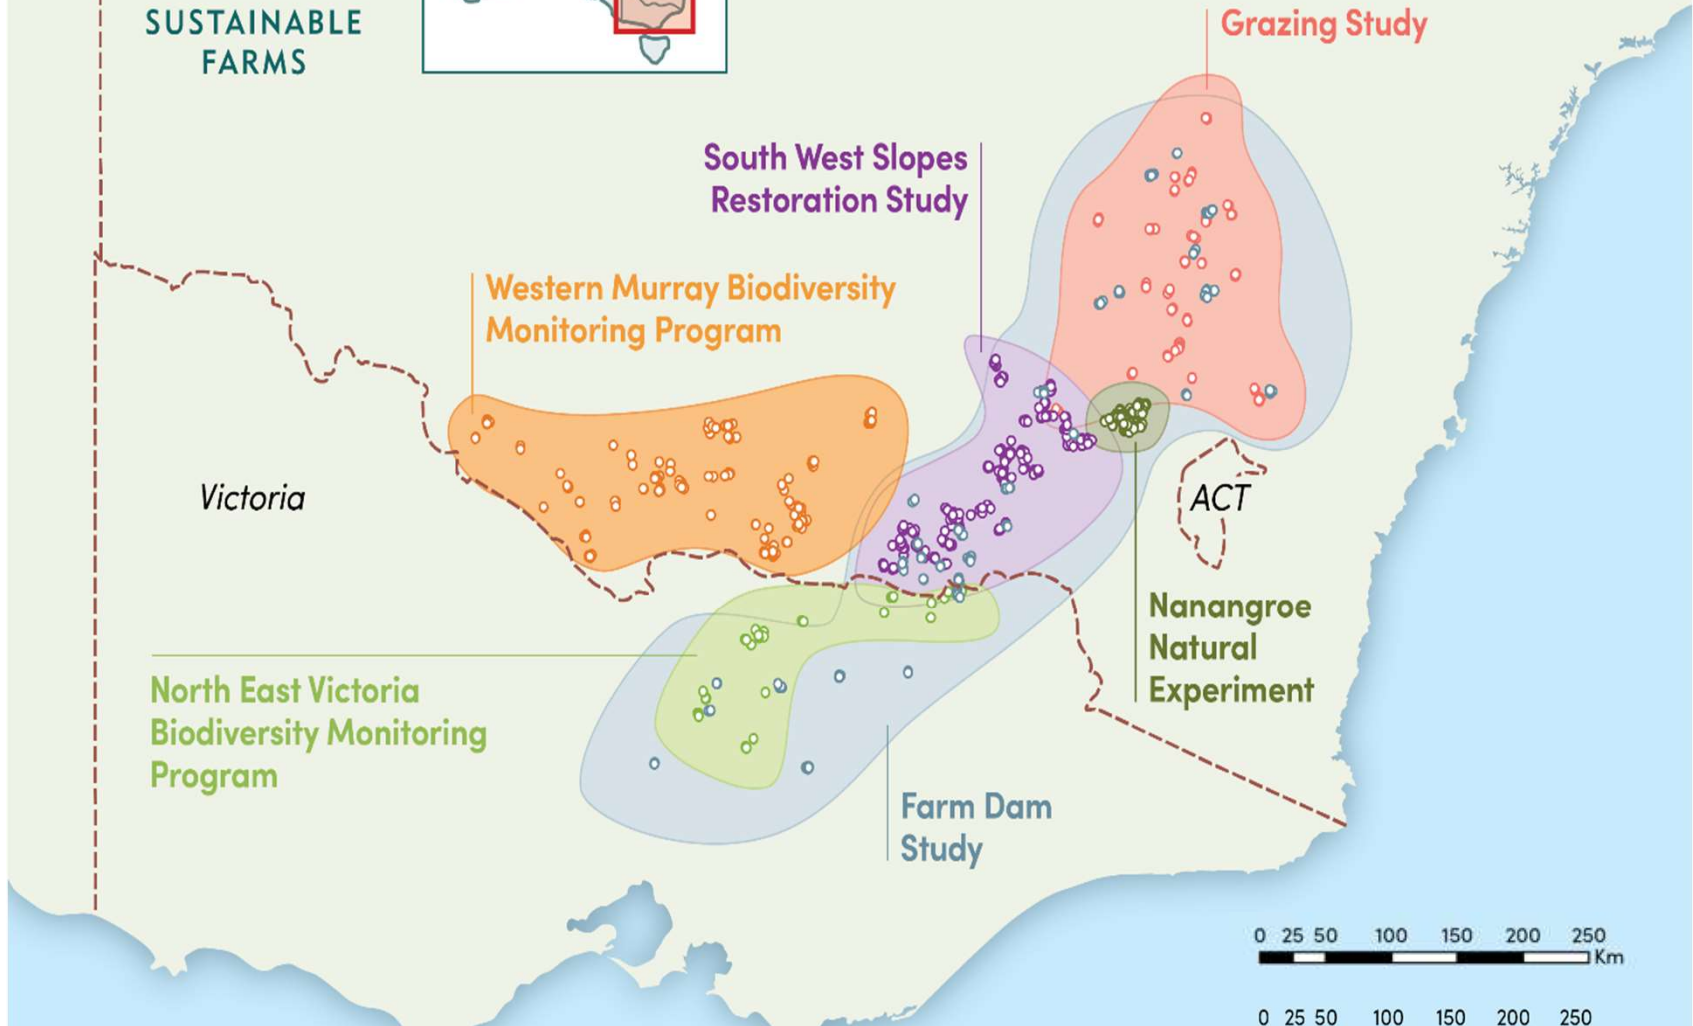 SUSTAINABLE
FARMS
Grazing Study
South West Slopes
Restoration Study
Western Murray Biodiversity
Monitoring Program
Victoria
ACT
Nanangroe
Natural
Experiment
North East Victoria
Biodiversity Monitoring
Program
Farm Dam
Study
0 25 50 100 150 200 250
Km
0 25 50 100 150 200 250